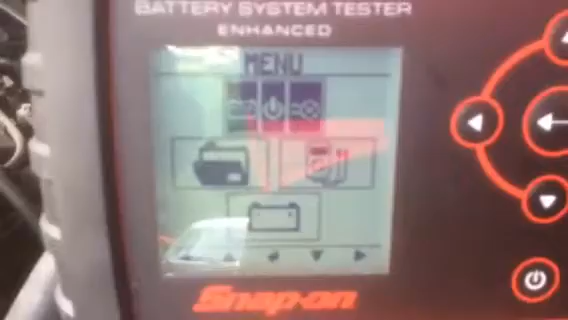 BATTERY SYSTEM TESTER
ENHANCED
MENU
Snap-on